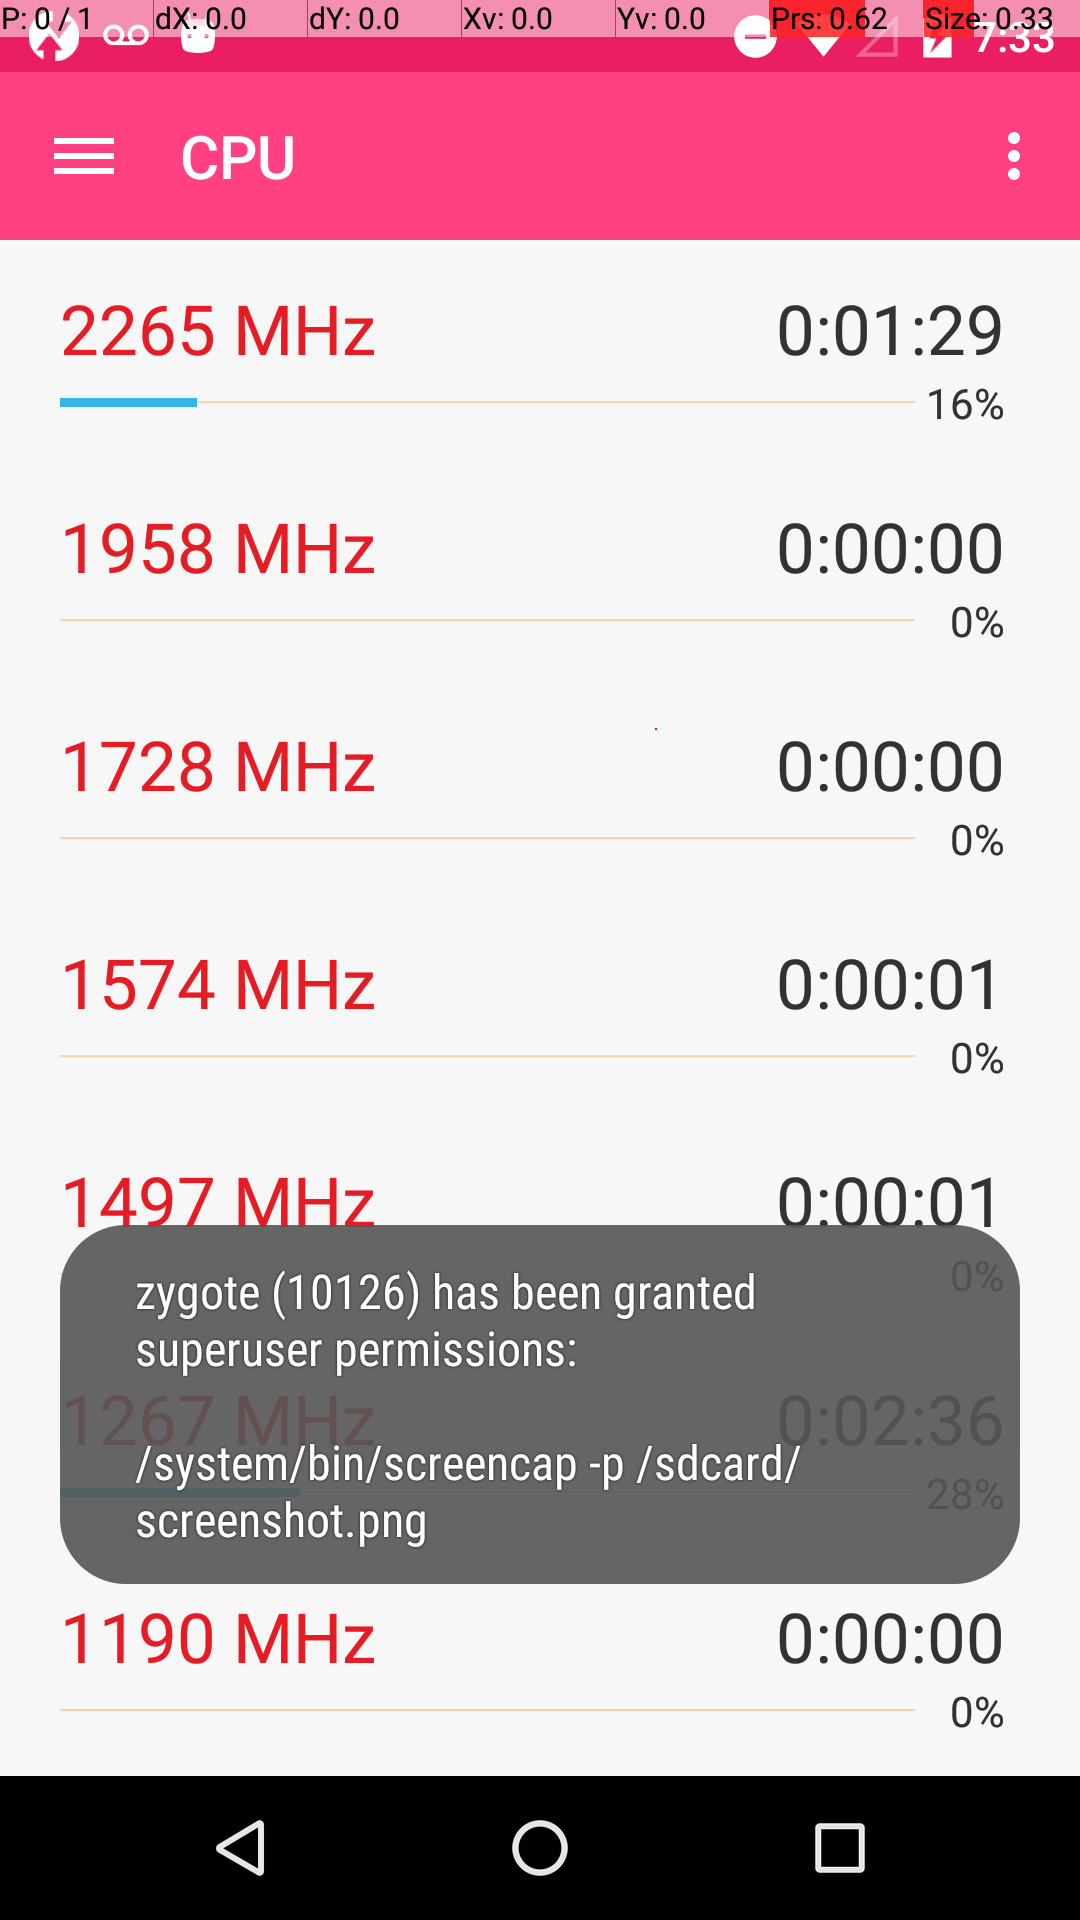 P: 0 / 1 dX: 0.0 dY: 0.0 Xv: 0.0 Yv: 0.0 Prs: 0.62 Size: 0.33
7:33
CPU
2265 MHz 0:01:29
16%
1958 MHz 0:00:00
0%
1728 MHz 0:00:00
0%
1574 MHz 0:00:01
0%
1497 MHz 0:00:01
0%
zygote (10126) has been granted
superuser permissions:
1267 MHz 0:02:36
/system/bin/screencap -p /sdcard/
28%
screenshot.png
1190 MHz 0:00:00
0%